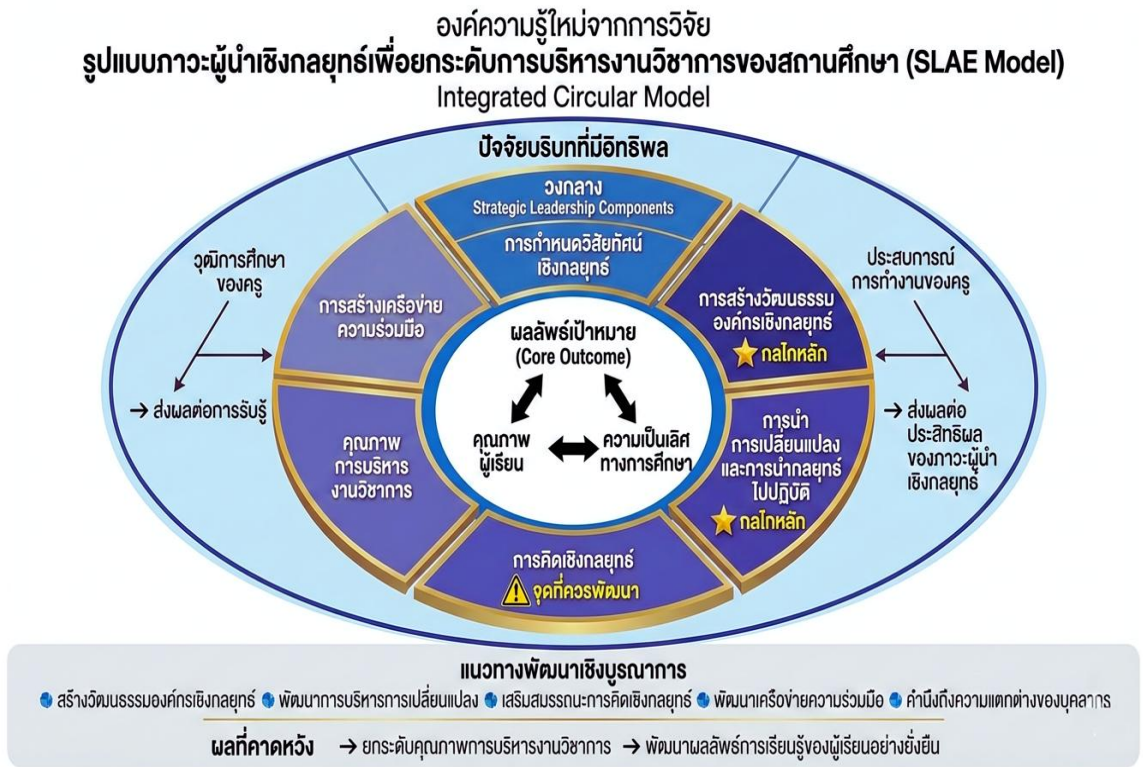 องค์ความรู้ใหม่จากการวิจัย
รูปแบบภาวะผู้นำเชิงกลยุทธ์เพื่อยกระดับการบริหารงานวิชาการของสถานศึกษา (SLAE Model)
Integrated Circular Model
ปัจจัยบริบทที่มีอิทธิพล
วงกลาง
Strategic Leadership Components
การกำหนดวิสัยทัศน์
เชิงกลยุทธ์
วุฒิการศึกษา
ของครู
→ ส่งผลต่อการรับรู้
การสร้างเครือข่าย
ความร่วมมือ
คุณภาพ
การบริหาร
งานวิชาการ
ผลลัพธ์เป้าหมาย
(Core Outcome)
คุณภาพ
ผู้เรียน
ความเป็นเลิศ
ทางการศึกษา
การสร้างวัฒนธรรม
องค์กรเชิงกลยุทธ์
กลไกหลัก
การนำ
การเปลี่ยนแปลง
และการนำกลยุทธ์
ไปปฏิบัติ
กลไกหลัก
ประสบการณ์
การทำงานของครู
→ ส่งผลต่อ
ประสิทธิผล
ของภาวะผู้นำ
เชิงกลยุทธ์
การคิดเชิงกลยุทธ์
จุดที่ควรพัฒนา
แนวทางพัฒนาเชิงบูรณาการ
สร้างวัฒนธรรมองค์กรเชิงกลยุทธ์ พัฒนาการบริหารการเปลี่ยนแปลง เสริมสมรรถนะการคิดเชิงกลยุทธ์ พัฒนาเครือข่ายความร่วมมือ คำนึงถึงความแตกต่างของบุคลากร
ผลที่คาดหวัง → ยกระดับคุณภาพการบริหารงานวิชาการ → พัฒนาผลลัพธ์การเรียนรู้ของผู้เรียนอย่างยั่งยืน